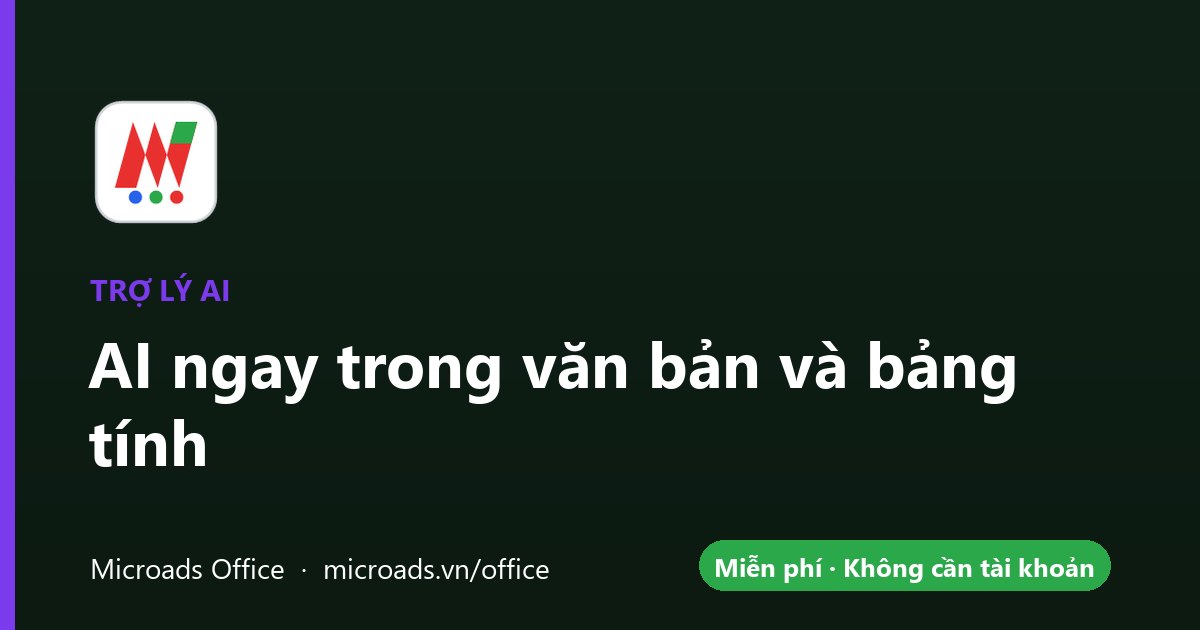 TRỢ LÝ AI
AI ngay trong văn bản và bảng
tính
Microads Office · microads.vn/office
Miễn phí · Không cần tài khoản